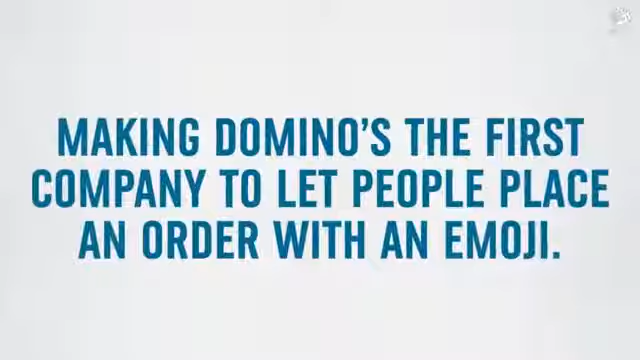 MAKING DOMINO'S THE FIRST
COMPANY TO LET PEOPLE PLACE
AN ORDER WITH AN EMOJI.